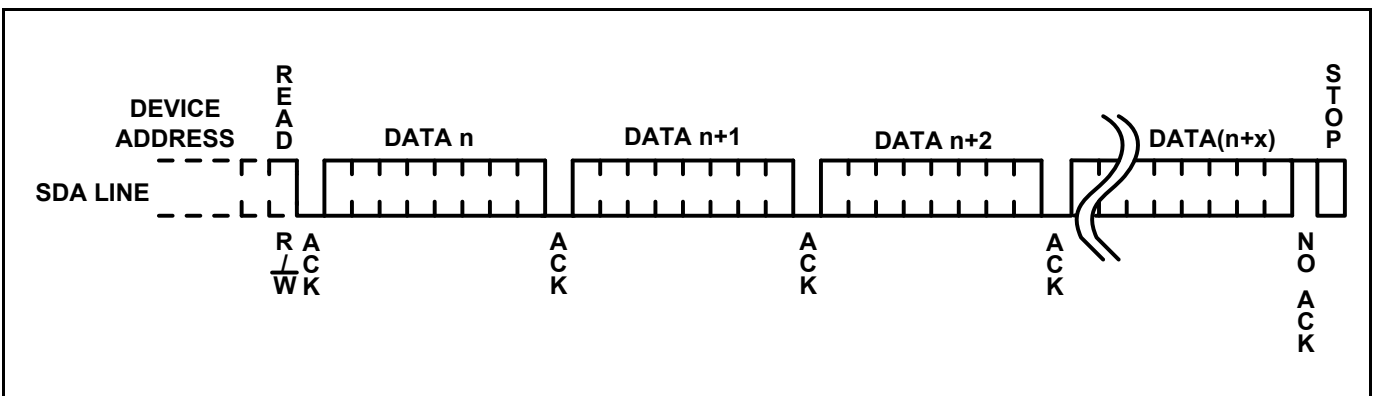 DEVICE
ADDRESS
READ
DATA n
DATA n+1
DATA n+2
DATA(n+x)
STOP
SDA LINE
R/W
ACK
ACK
ACK
ACK
NO ACK